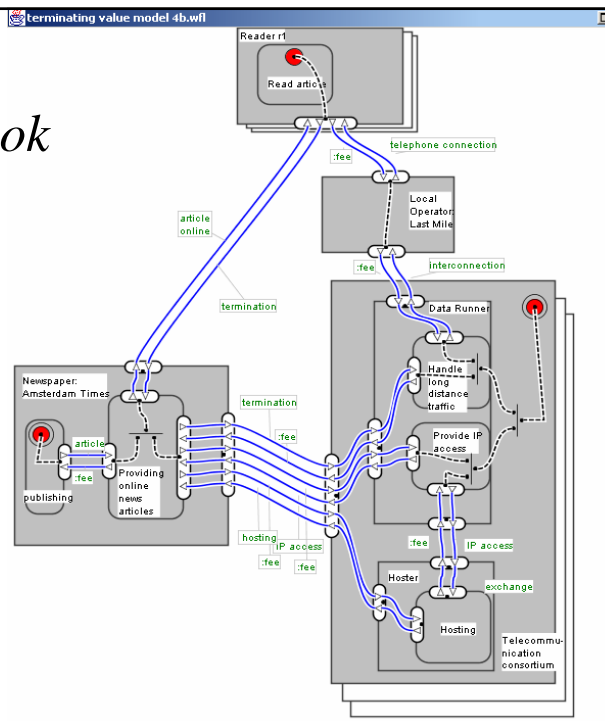 terminating value model 4b.wfl
ok
Reader r1
Read article
:fee
telephone connection
Local
Operator:
Last Mile
article
online
:fee
interconnection
termination
Data Runner
Handle
long
distance
traffic
Newspaper:
Amsterdam Times
termination
article
:fee
:fee
Provide IP
access
publishing
Providing
online
news
articles
hosting
IP access
:fee
:fee
:fee
IP access
Hoster
exchange
Hosting
Telecommu-
nication
consortium